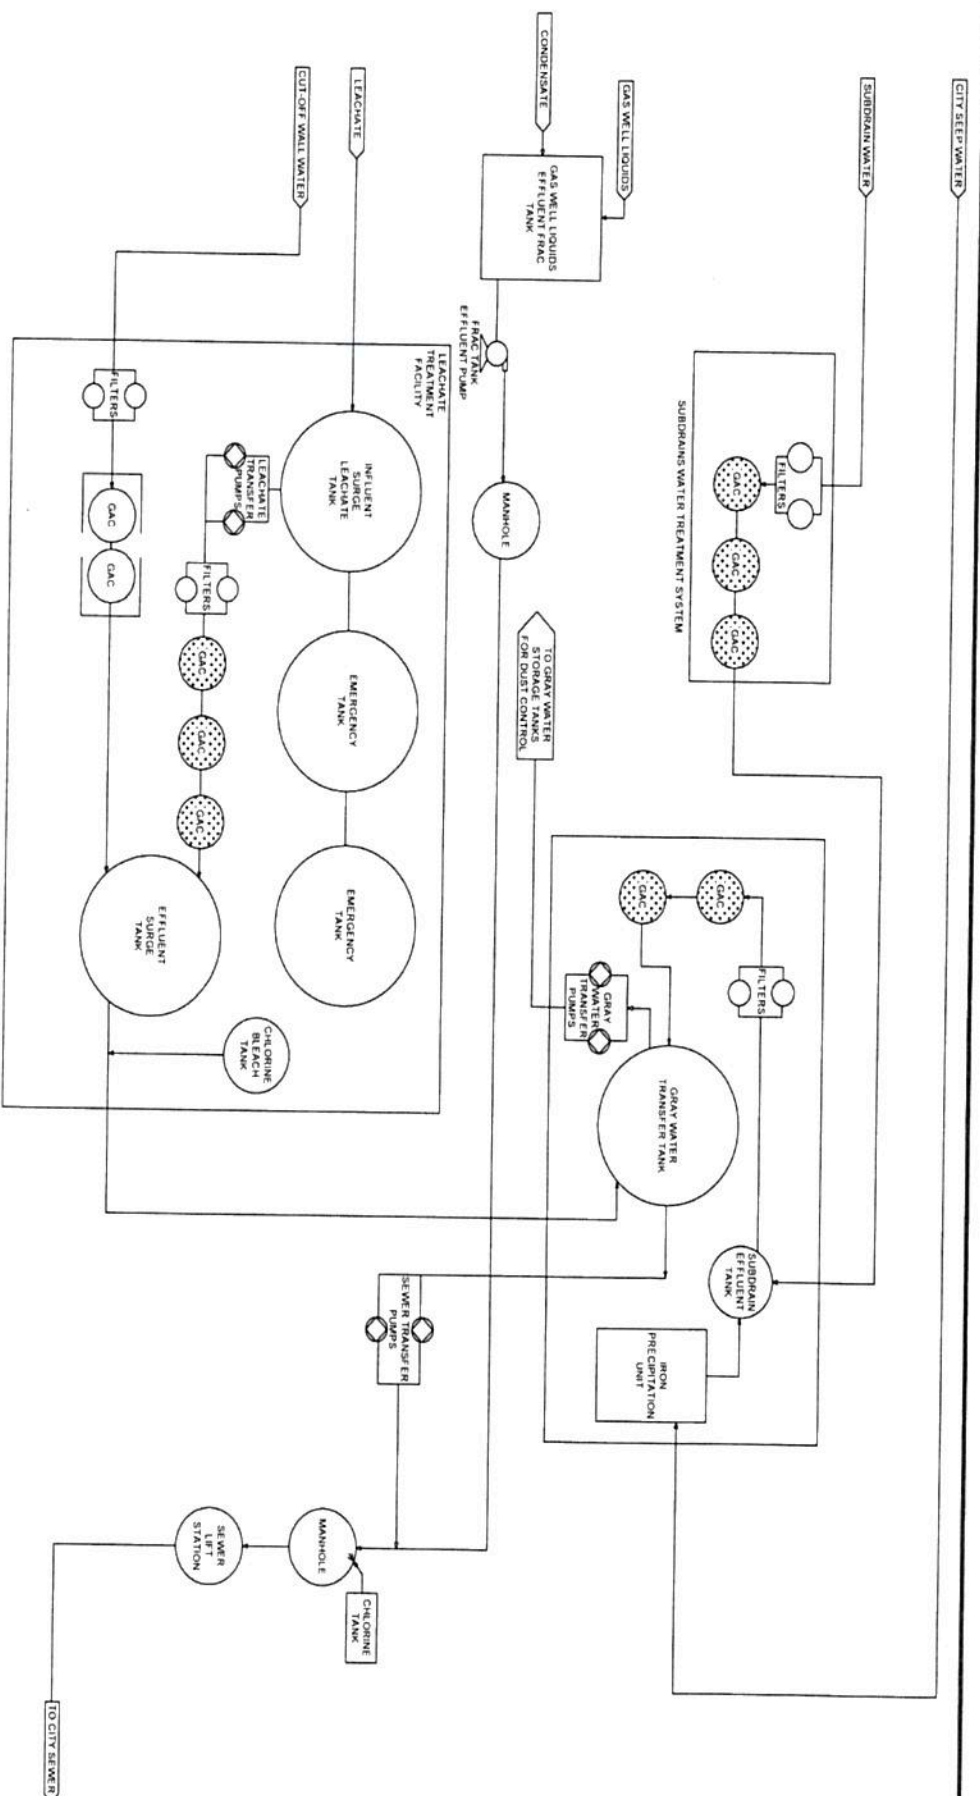 CITY SEEP WATER
SUBDRAIN WATER
FILTERS
GAC
GAC
GAC
SUBDRAINS WATER TREATMENT SYSTEM
GAS WELL LIQUIDS
CONDENSATE
GAS WELL LIQUIDS
EFFLUENT FRAC
TANK
FRAC TANK
EFFLUENT PUMP
MANHOLE
TO GRAY WATER
STORAGE TANKS
FOR DUST CONTROL
FILTERS
GAC
GAC
GRAY
WATER
TRANSFER
PUMPS
GRAY WATER
TRANSFER TANK
SUBDRAIN
EFFLUENT
TANK
IRON
PRECIPITATION
UNIT
LEACHATE
CUT-OFF WALL WATER
LEACHATE
TREATMENT
FACILITY
INFLUENT
SURGE
LEACHATE
TANK
EMERGENCY
TANK
EMERGENCY
TANK
LEACHATE
TRANSFER
PUMPS
FILTERS
GAC
GAC
GAC
FILTERS
GAC
GAC
EFFLUENT
SURGE
TANK
CHLORINE
BLEACH
TANK
SEWER TRANSFER
PUMPS
CHLORINE
TANK
MANHOLE
SEWER
LIFT
STATION
TO CITY SEWER